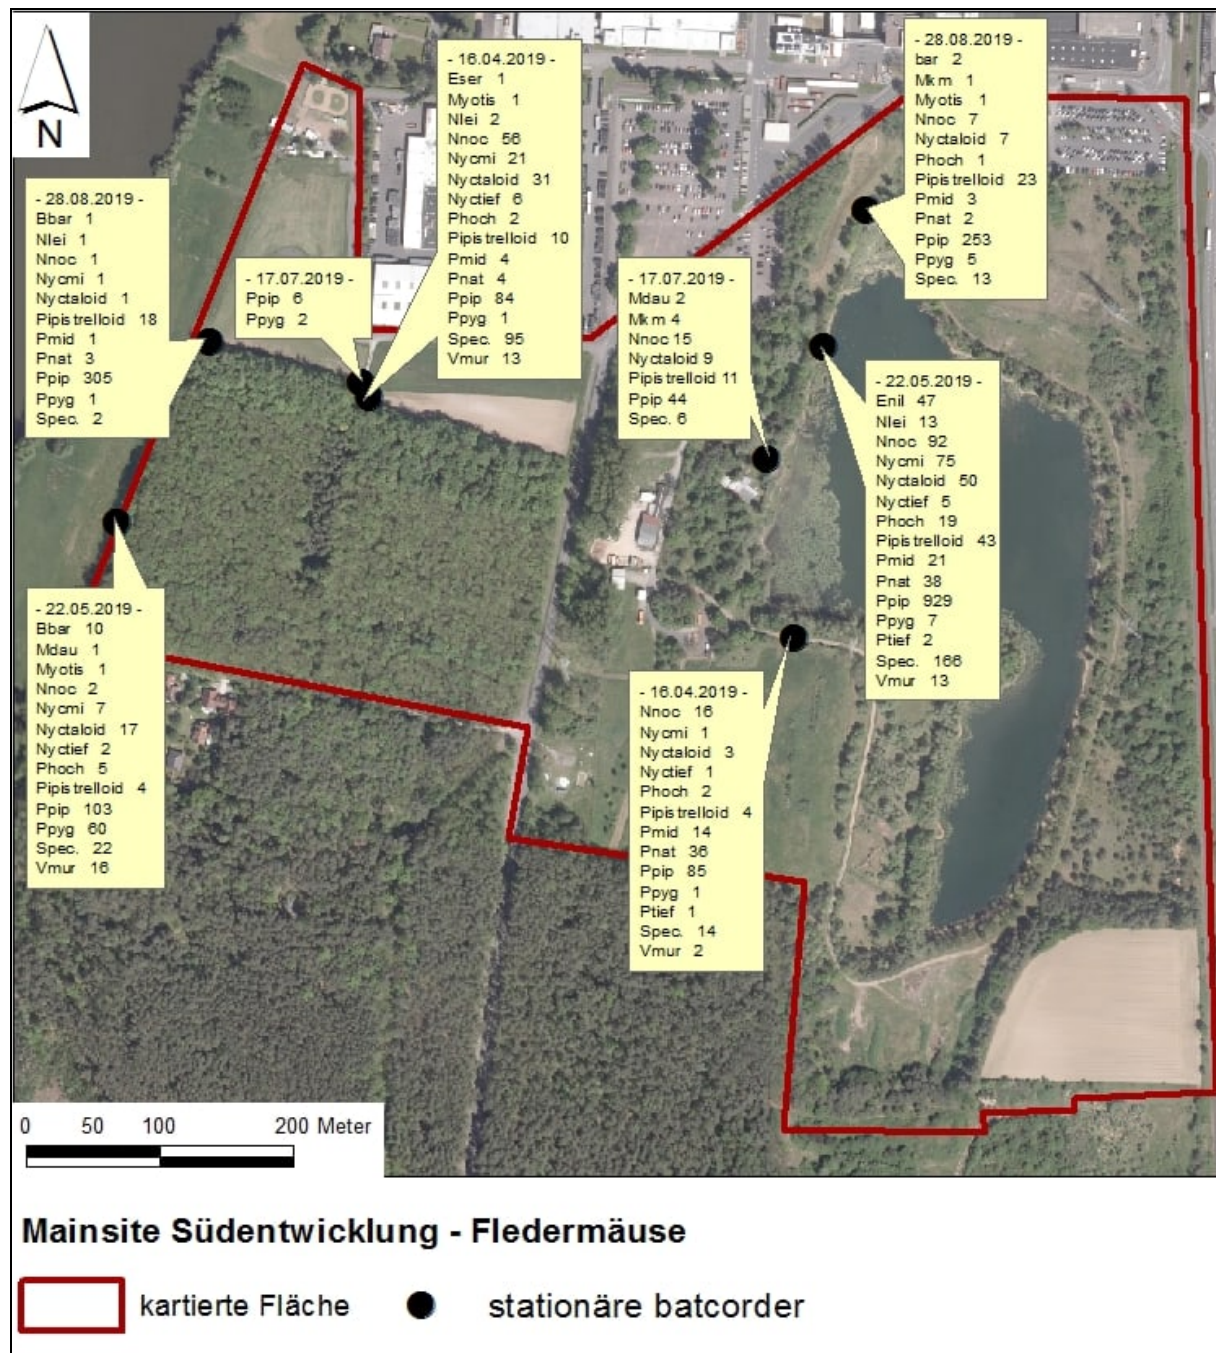 N
- 28.08.2019 -
Bbar 1
Nlei 1
Nnoc 1
Nycmi 1
Nyctaloid 1
Pipistrelloid 18
Pmid 1
Pnat 3
Ppip 305
Ppyg 1
Spec. 2
- 17.07.2019 -
Ppip 6
Ppyg 2
- 16.04.2019 -
Eser 1
Myotis 1
Nlei 2
Nnoc 56
Nycmi 21
Nyctaloid 31
Nyctief 6
Phoch 2
Pipistrelloid 10
Pmid 4
Pnat 4
Ppip 84
Ppyg 1
Spec. 95
Vmur 13
- 17.07.2019 -
Mdau 2
Mkm 4
Nnoc 15
Nyctaloid 9
Pipistrelloid 11
Ppip 44
Spec. 6
- 28.08.2019 -
bar 2
Mkm 1
Myotis 1
Nnoc 7
Nyctaloid 7
Phoch 1
Pipistrelloid 23
Pmid 3
Pnat 2
Ppip 253
Ppyg 5
Spec. 13
- 22.05.2019 -
Enil 47
Nlei 13
Nnoc 92
Nycmi 75
Nyctaloid 50
Nyctief 5
Phoch 19
Pipistrelloid 43
Pmid 21
Pnat 38
Ppip 929
Ppyg 7
Ptief 2
Spec. 166
Vmur 13
- 22.05.2019 -
Bbar 10
Mdau 1
Myotis 1
Nnoc 2
Nycmi 7
Nyctaloid 17
Nyctief 2
Phoch 5
Pipistrelloid 4
Ppip 103
Ppyg 60
Spec. 22
Vmur 16
- 16.04.2019 -
Nnoc 16
Nycmi 1
Nyctaloid 3
Nyctief 1
Phoch 2
Pipistrelloid 4
Pmid 14
Pnat 36
Ppip 85
Ppyg 1
Ptief 1
Spec. 14
Vmur 2
0 50 100 200 Meter
Mainsite Südentwicklung - Fledermäuse
kartierte Fläche
stationäre batcorder